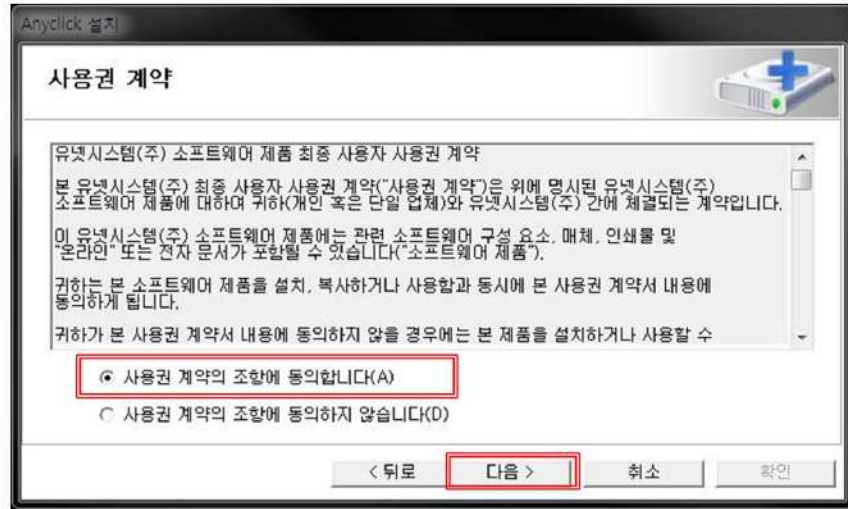 Anyclick 설치
사용권 계약
유넷시스템(주) 소프트웨어 제품 최종 사용자 사용권 계약
본 유넷시스템(주) 최종 사용자 사용권 계약("사용권 계약")은 위에 명시된 유넷시스템(주)
소프트웨어 제품에 대하여 귀하(개인 혹은 단일 업체)와 유넷시스템(주) 간에 체결되는 계약입니다.
이 유넷시스템(주) 소프트웨어 제품에는 관련 소프트웨어 구성 요소, 매체, 인쇄물 및
"온라인" 또는 전자 문서가 포함될 수 있습니다("소프트웨어 제품").
귀하는 본 소프트웨어 제품을 설치, 복사하거나 사용함과 동시에 본 사용권 계약서 내용에
동의하게 됩니다.
귀하가 본 사용권 계약서 내용에 동의하지 않을 경우에는 본 제품을 설치하거나 사용할 수
사용권 계약의 조항에 동의합니다(A)
사용권 계약의 조항에 동의하지 않습니다(D)
< 뒤로 다음 > 취소 확인